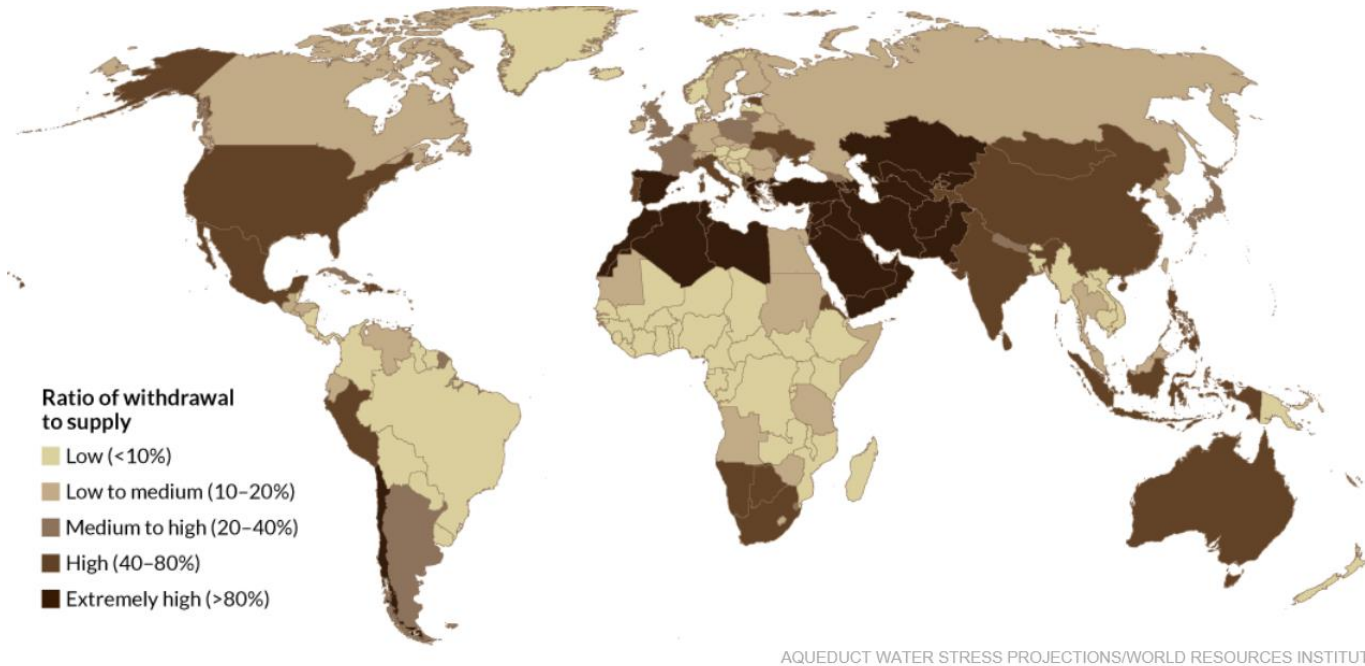 Ratio of withdrawal
to supply
Low (<10%)
Low to medium (10–20%)
Medium to high (20–40%)
High (40–80%)
Extremely high (>80%)
AQUEDUCT WATER STRESS PROJECTIONS/WORLD RESOURCES INSTITUT